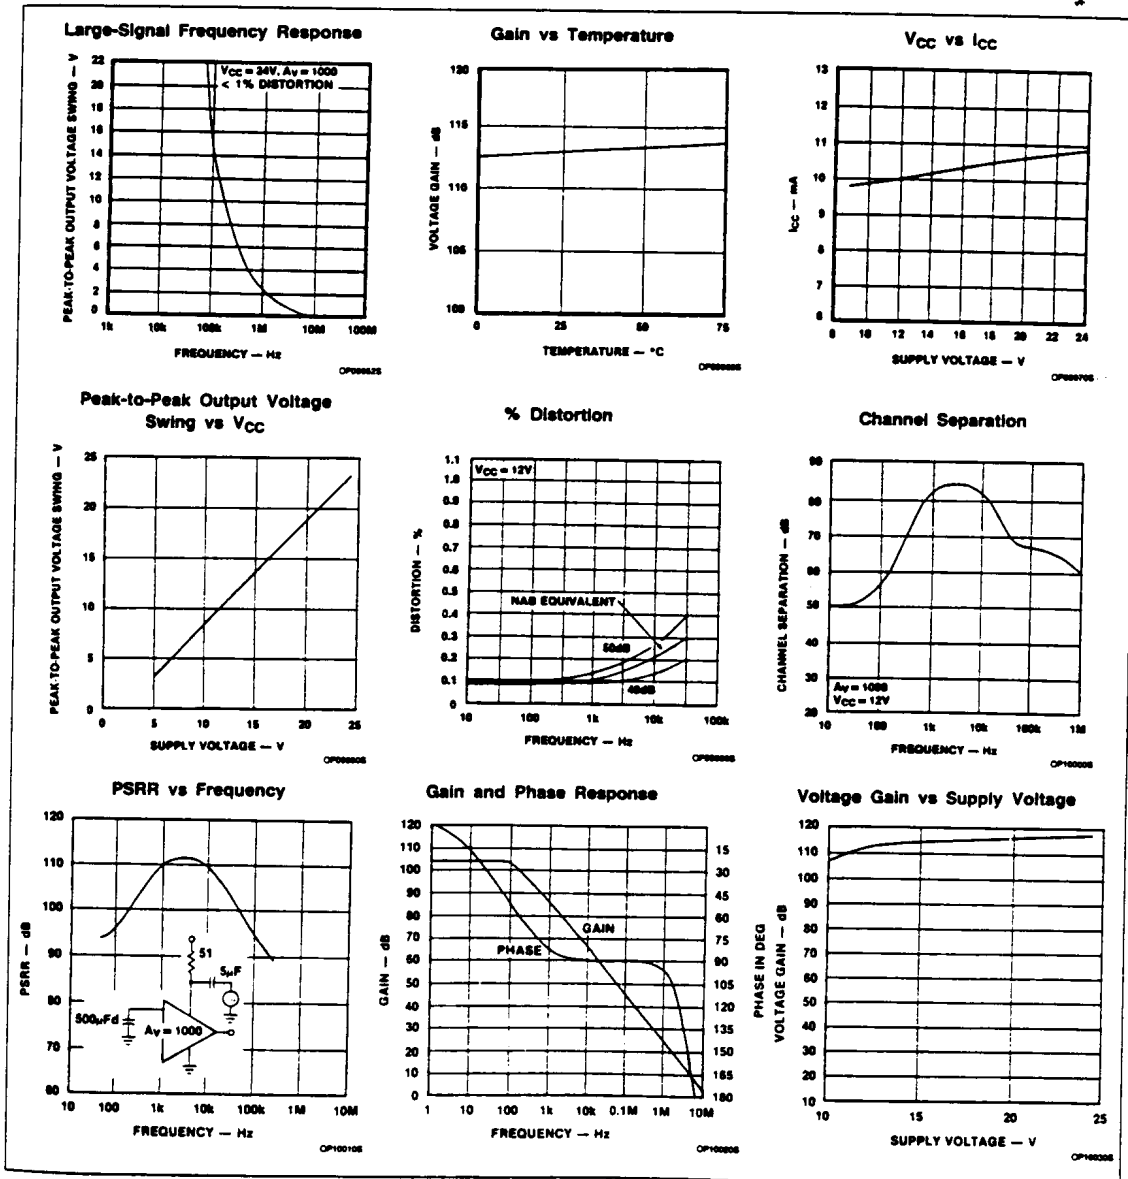 Large-Signal Frequency Response
VCC = 24V, AV = 1000
< 1% DISTORTION
PEAK-TO-PEAK OUTPUT VOLTAGE SWING — V
22
20
18
16
14
12
10
8
6
4
2
0
1k 10k 100k 1M 10M 100M
FREQUENCY — Hz
Gain vs Temperature
VOLTAGE GAIN — dB
115
110
105
100
0 25 50 75
TEMPERATURE — °C
VCC vs ICC
ICC — mA
13
12
11
10
9
8
7
6
8 10 12 14 16 18 20 22 24
SUPPLY VOLTAGE — V
Peak-to-Peak Output Voltage
Swing vs VCC
PEAK-TO-PEAK OUTPUT VOLTAGE SWING — V
25
20
15
10
5
0
0 5 10 15 20 25
SUPPLY VOLTAGE — V
% Distortion
VCC = 12V
DISTORTION — %
1.1
1.0
0.9
0.8
0.7
0.6
0.5
0.4
0.3
0.2
0.1
0
NAB EQUIVALENT
50dB
40dB
10 100 1k 10k 100k
FREQUENCY — Hz
Channel Separation
CHANNEL SEPARATION — dB
90
80
70
60
50
40
30
20
AV = 1000
VCC = 12V
10 100 1k 10k 100k 1M
FREQUENCY — Hz
PSRR vs Frequency
PSRR — dB
120
110
100
90
80
70
60
51
5µF
500µFd
AV = 1000
10 100 1k 10k 100k 1M 10M
FREQUENCY — Hz
OP10010S
Gain and Phase Response
GAIN — dB
120
110
100
90
80
70
60
50
40
30
20
10
0
GAIN
PHASE
15
30
45
60
75
90
105
120
135
150
165
180
PHASE IN DEG
1 10 100 1k 10k 0.1M 1M 10M
FREQUENCY — Hz
Voltage Gain vs Supply Voltage
VOLTAGE GAIN — dB
120
110
100
90
80
70
60
50
40
30
20
10
10 15 20 25
SUPPLY VOLTAGE — V